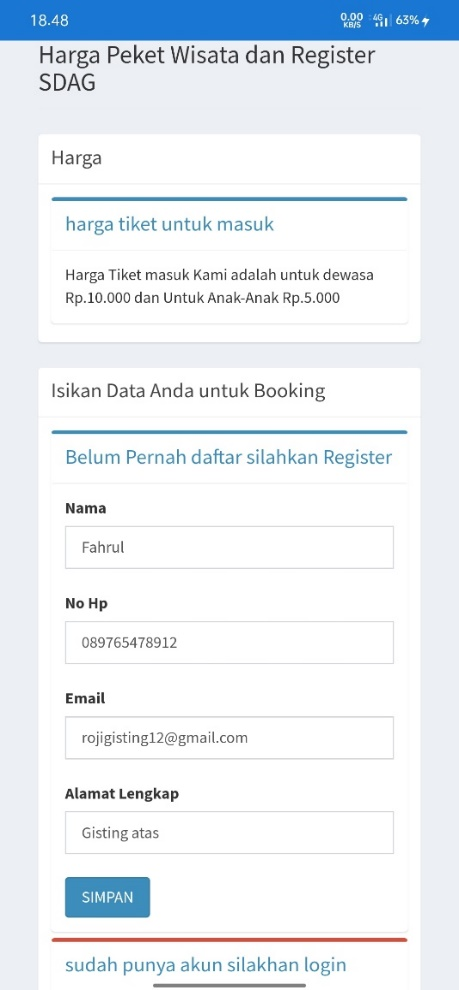 18.48
0.00 KB/S 4G 63%
Harga Peket Wisata dan Register
SDAG
Harga
harga tiket untuk masuk
Harga Tiket masuk Kami adalah untuk dewasa
Rp.10.000 dan Untuk Anak-Anak Rp.5.000
Isikan Data Anda untuk Booking
Belum Pernah daftar silahkan Register
Nama
Fahrul
No Hp
089765478912
Email
rojigisting12@gmail.com
Alamat Lengkap
Gisting atas
SIMPAN
sudah punya akun silakhan login